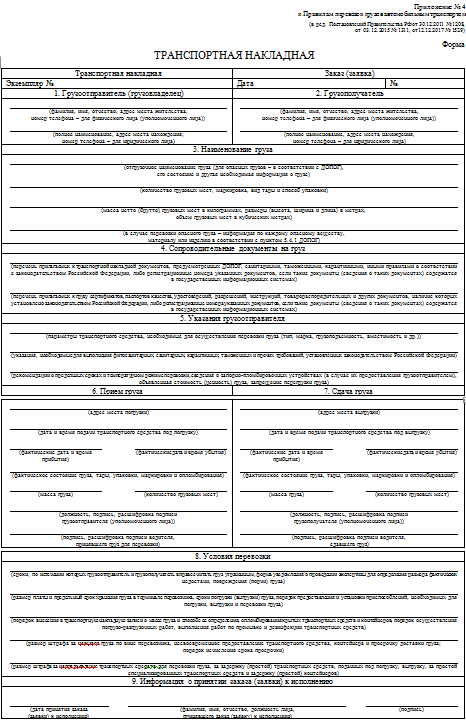 Приложение № 4
к Правилам перевозок грузов автомобильным транспортом
(в ред. Постановлений Правительства РФ от 30.12.2011 № 1208,
от 03.12.2015 № 1311, от 12.12.2017 № 1529)
Форма
ТРАНСПОРТНАЯ НАКЛАДНАЯ
Транспортная накладная
Заказ (заявка)
Экземпляр №
Дата
№
1. Грузоотправитель (грузовладелец)
2. Грузополучатель
(фамилия, имя, отчество, адрес места жительства,
номер телефона – для физического лица (уполномоченного лица))
(фамилия, имя, отчество, адрес места жительства,
номер телефона – для физического лица (уполномоченного лица))
(полное наименование, адрес места нахождения,
номер телефона – для юридического лица)
(полное наименование, адрес места нахождения,
номер телефона – для юридического лица)
3. Наименование груза
(отгрузочное наименование груза (для опасных грузов – в соответствии с ДОПОГ),
его состояние и другая необходимая информация о грузе)
(количество грузовых мест, маркировка, вид тары и способ упаковки)
(масса нетто (брутто) грузовых мест в килограммах, размеры (высота, ширина и длина) в метрах,
объем грузовых мест в кубических метрах)
(в случае перевозки опасного груза – информация по каждому опасному веществу,
материалу или изделию в соответствии с пунктом 5.4.1 ДОПОГ)
4. Сопроводительные документы на груз
(перечень прилагаемых к транспортной накладной документов, предусмотренных ДОПОГ, санитарными, таможенными, карантинными, иными правилами в соответствии
с законодательством Российской Федерации, либо регистрационные номера указанных документов, если такие документы (сведения о таких документах) содержатся
в государственных информационных системах)
(перечень прилагаемых к грузу сертификатов, паспортов качества, удостоверений, разрешений, инструкций, товарораспорядительных и других документов, наличие которых
установлено законодательством Российской Федерации, либо регистрационные номера указанных документов, если такие документы (сведения о таких документах) содержатся
в государственных информационных системах)
5. Указания грузоотправителя
(параметры транспортного средства, необходимые для осуществления перевозки груза (тип, марка, грузоподъемность, вместимость и др.))
(указания, необходимые для выполнения фитосанитарных, санитарных, карантинных, таможенных и прочих требований, установленных законодательством Российской Федерации)
(рекомендации о предельных сроках и температурном режиме перевозки, сведения о запорно-пломбировочных устройствах (в случае их предоставления грузоотправителем),
объявленная стоимость (ценность) груза, запрещение перегрузки груза)
6. Прием груза
7. Сдача груза
(адрес места погрузки)
(адрес места выгрузки)
(дата и время подачи транспортного средства под погрузку)
(дата и время подачи транспортного средства под выгрузку)
(фактические дата и время
прибытия)
(фактические дата и время убытия)
(фактические дата и время
прибытия)
(фактические дата и время убытия)
(фактическое состояние груза, тары, упаковки, маркировки и опломбирования)
(фактическое состояние груза, тары, упаковки, маркировки и опломбирования)
(масса груза)
(количество грузовых мест)
(масса груза)
(количество грузовых мест)
(должность, подпись, расшифровка подписи
грузоотправителя (уполномоченного лица))
(должность, подпись, расшифровка подписи
грузополучателя (уполномоченного лица))
(подпись, расшифровка подписи водителя,
принявшего груз для перевозки)
(подпись, расшифровка подписи водителя,
сдавшего груз)
8. Условия перевозки
(сроки, по истечении которых грузоотправитель и грузополучатель вправе считать груз утраченным, форма уведомления о проведении экспертизы для определения размера фактических
недостачи, повреждения (порчи) груза)
(размер платы и предельный срок хранения груза в терминале перевозчика, сроки погрузки (выгрузки) груза, порядок предоставления и установки приспособлений, необходимых для
погрузки, выгрузки и перевозки груза)
(порядок внесения в транспортную накладную записи о массе груза и способе ее определения, опломбирования крытых транспортных средств и контейнеров, порядок осуществления
погрузо-разгрузочных работ, выполнения работ по промывке и дезинфекции транспортных средств)
(размер штрафа за невывоз груза по вине перевозчика, несвоевременное предоставление транспортного средства, контейнера и просрочку доставки груза;
порядок исчисления срока просрочки)
(размер штрафа за непредъявление транспортных средств для перевозки груза, за задержку (простой) транспортных средств, поданных под погрузку, выгрузку, за простой
специализированных транспортных средств и задержку (простой) контейнеров)
9. Информация о принятии заказа (заявки) к исполнению
(дата принятия заказа
(заявки) к исполнению)
(фамилия, имя, отчество, должность лица,
принявшего заказ (заявку) к исполнению)
(подпись)